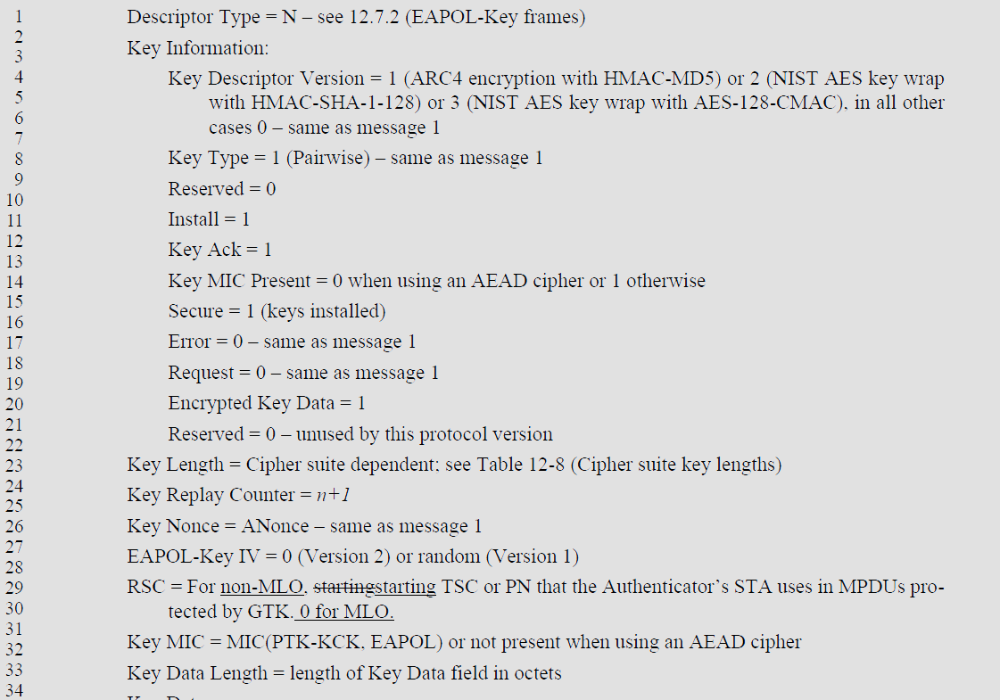 1 Descriptor Type = N – see 12.7.2 (EAPOL-Key frames)
2
3 Key Information:
4 Key Descriptor Version = 1 (ARC4 encryption with HMAC-MD5) or 2 (NIST AES key wrap
5 with HMAC-SHA-1-128) or 3 (NIST AES key wrap with AES-128-CMAC), in all other
6 cases 0 – same as message 1
7
8 Key Type = 1 (Pairwise) – same as message 1
9
10 Reserved = 0
11 Install = 1
12 Key Ack = 1
13
14 Key MIC Present = 0 when using an AEAD cipher or 1 otherwise
15
16 Secure = 1 (keys installed)
17 Error = 0 – same as message 1
18 Request = 0 – same as message 1
19
20 Encrypted Key Data = 1
21
22 Reserved = 0 – unused by this protocol version
23 Key Length = Cipher suite dependent; see Table 12-8 (Cipher suite key lengths)
24
25 Key Replay Counter = n+1
26 Key Nonce = ANonce – same as message 1
27
28 EAPOL-Key IV = 0 (Version 2) or random (Version 1)
29 RSC = For non-MLO, startingstarting TSC or PN that the Authenticator's STA uses in MPDUs pro-
30 tected by GTK. 0 for MLO.
31
32 Key MIC = MIC(PTK-KCK, EAPOL) or not present when using an AEAD cipher
33 Key Data Length = length of Key Data field in octets
34